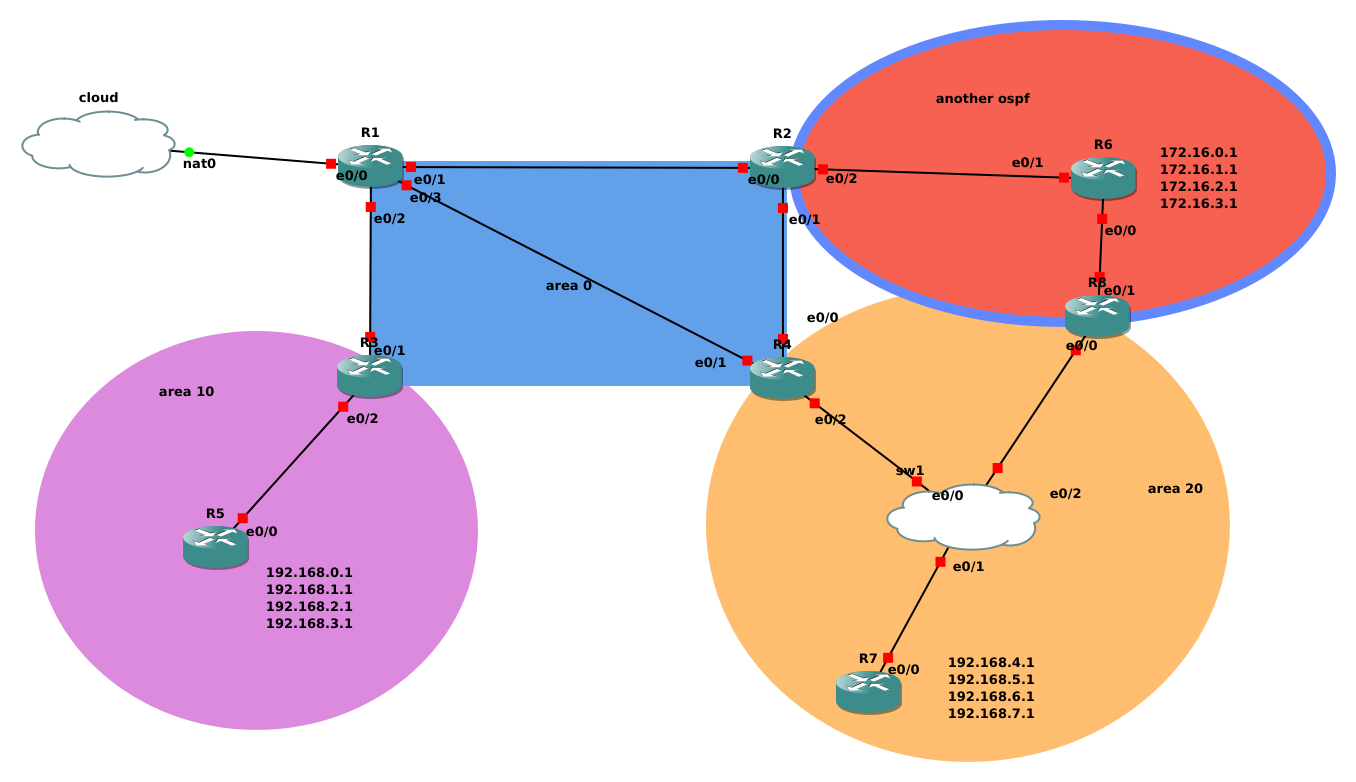 cloud
nat0
R1
e0/0
e0/1
e0/3
e0/2
R2
e0/0
e0/2
e0/1
another ospf
R6
e0/1
e0/0
172.16.0.1
172.16.1.1
172.16.2.1
172.16.3.1
R8
e0/1
e0/0
area 0
R3
e0/1
e0/2
e0/0
R4
e0/1
e0/2
area 10
R5
e0/0
192.168.0.1
192.168.1.1
192.168.2.1
192.168.3.1
sw1
e0/0
e0/2
e0/1
area 20
R7
e0/0
192.168.4.1
192.168.5.1
192.168.6.1
192.168.7.1